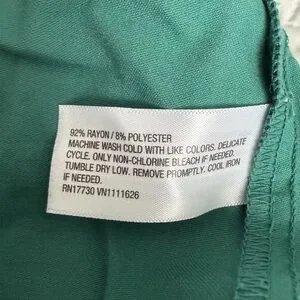 92% RAYON / 8% POLYESTER
MACHINE WASH COLD WITH LIKE COLORS. DELICATE
CYCLE. ONLY NON-CHLORINE BLEACH IF NEEDED.
TUMBLE DRY LOW. REMOVE PROMPTLY. COOL IRON
IF NEEDED.
RN17730 VN1111626